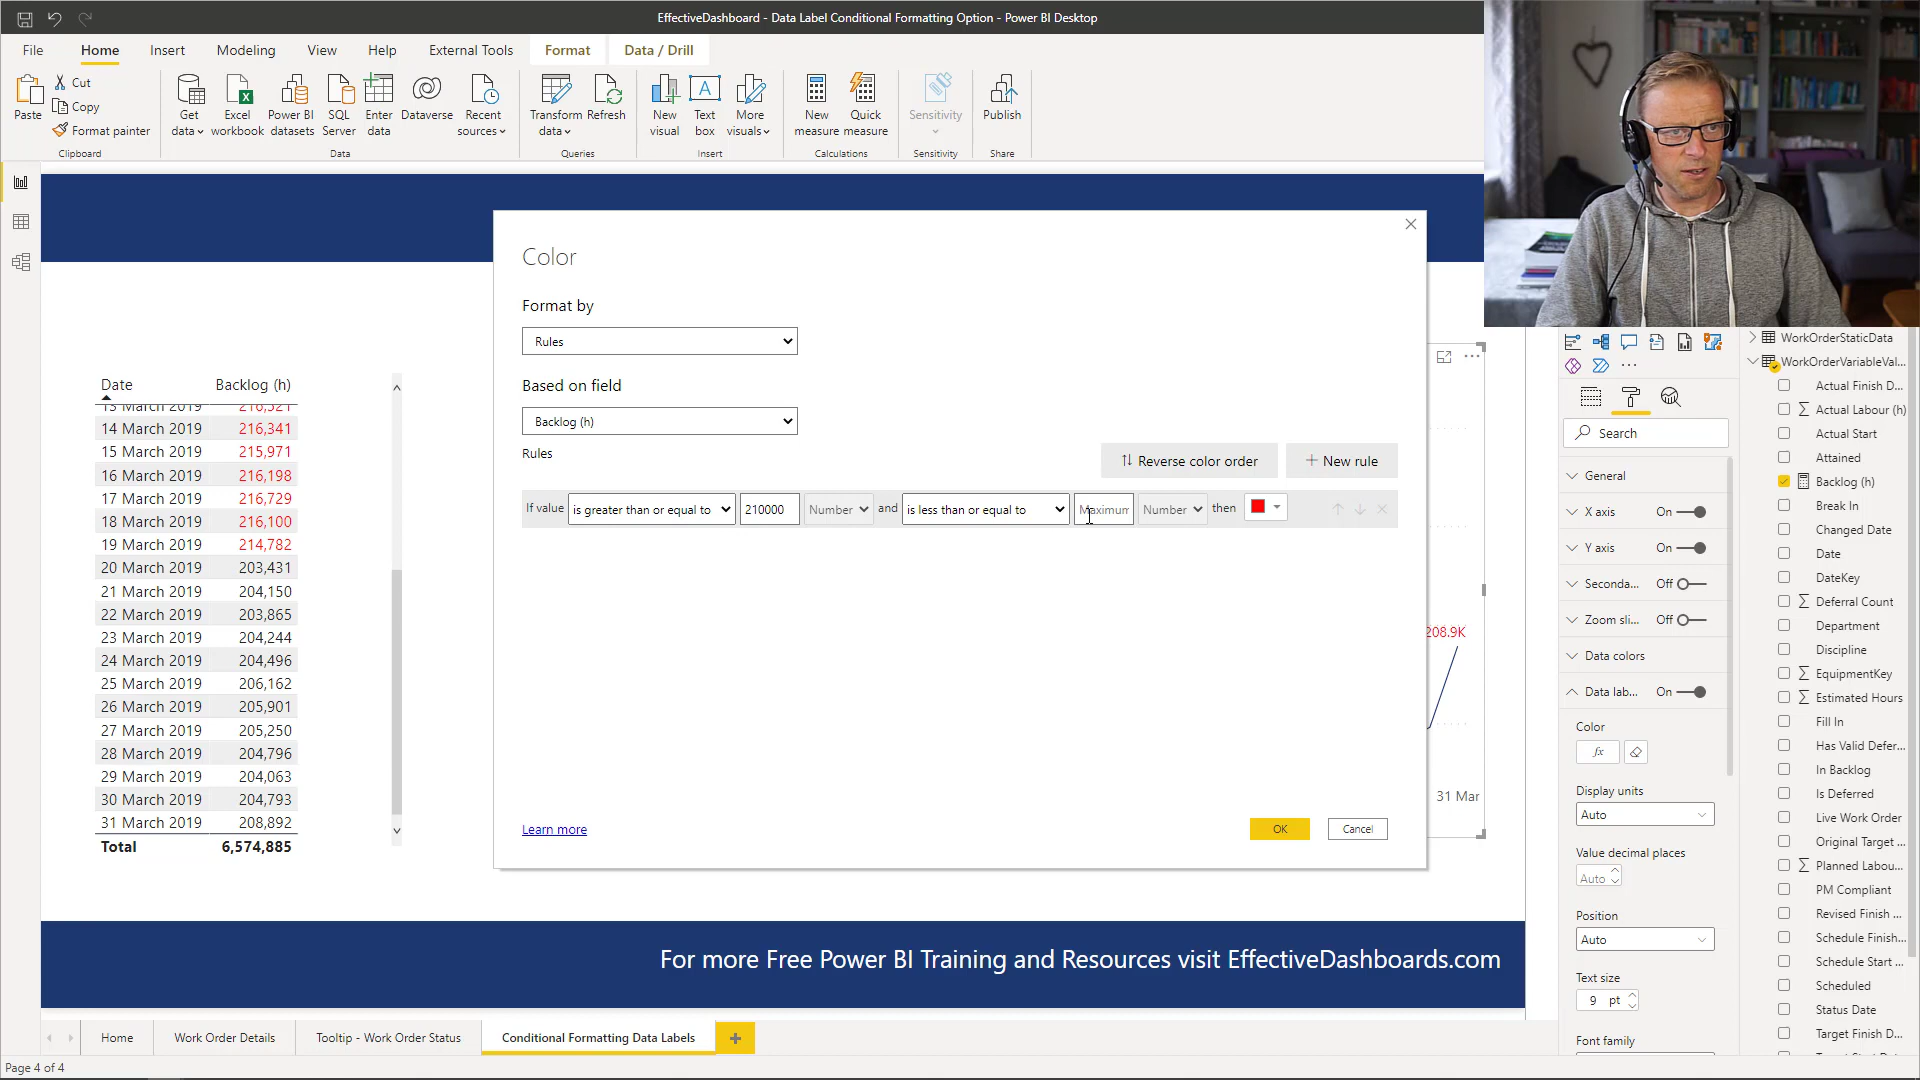 EffectiveDashboard - Data Label Conditional Formatting Option - Power BI Desktop
File Home Insert Modeling View Help External Tools Format Data / Drill
Paste
Cut
Copy
Format painter
Clipboard
Get data
Excel workbook
Power BI datasets
SQL Server
Enter data
Dataverse
Recent sources
Data
Transform data
Refresh
Queries
New visual
Text box
More visuals
Insert
New measure
Quick measure
Calculations
Sensitivity
Sensitivity
Publish
Share
Date Backlog (h)
13 March 2019 216,321
14 March 2019 216,341
15 March 2019 215,971
16 March 2019 216,198
17 March 2019 216,729
18 March 2019 216,100
19 March 2019 214,782
20 March 2019 203,431
21 March 2019 204,150
22 March 2019 203,865
23 March 2019 204,244
24 March 2019 204,496
25 March 2019 206,162
26 March 2019 205,901
27 March 2019 205,250
28 March 2019 204,796
29 March 2019 204,063
30 March 2019 204,793
31 March 2019 208,892
Total 6,574,885
Color
Format by
Rules
Based on field
Backlog (h)
Rules
Reverse color order
New rule
If value is greater than or equal to 210000 Number and is less than or equal to Maximum Number then
Learn more
OK Cancel
208.9K
31 Mar
For more Free Power BI Training and Resources visit EffectiveDashboards.com
Search
General
X axis On
Y axis On
Seconda... Off
Zoom sli... Off
Data colors
Data lab... On
Color
fx
Display units
Auto
Value decimal places
Auto
Position
Auto
Text size
9 pt
Font family
WorkOrderStaticData
WorkOrderVariableVal...
Actual Finish D...
Actual Labour (h)
Actual Start
Attained
Backlog (h)
Break In
Changed Date
Date
DateKey
Deferral Count
Department
Discipline
EquipmentKey
Estimated Hours
Fill In
Has Valid Defer...
In Backlog
Is Deferred
Live Work Order
Original Target ...
Planned Labou...
PM Compliant
Revised Finish ...
Schedule Finish...
Schedule Start ...
Scheduled
Status Date
Target Finish D...
Home Work Order Details Tooltip - Work Order Status Conditional Formatting Data Labels
Page 4 of 4